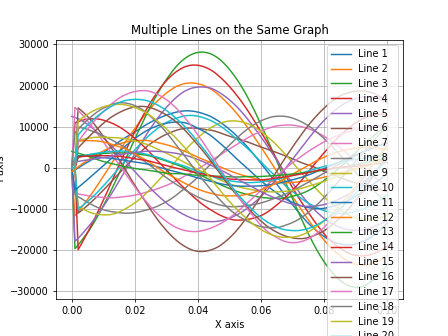 Multiple Lines on the Same Graph
30000
20000
10000
0
−10000
−20000
−30000
0.00
0.02
0.04
0.06
0.08
X axis
Line 1
Line 2
Line 3
Line 4
Line 5
Line 6
Line 7
Line 8
Line 9
Line 10
Line 11
Line 12
Line 13
Line 14
Line 15
Line 16
Line 17
Line 18
Line 19
Line 20